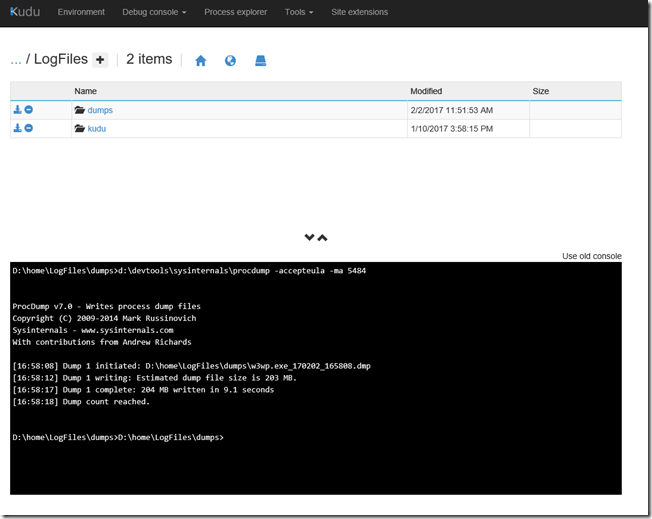 Kudu Environment Debug console Process explorer Tools Site extensions
... / LogFiles + | 2 items |
Name Modified Size
dumps 2/2/2017 11:51:53 AM
kudu 1/10/2017 3:58:15 PM
Use old console
D:\home\LogFiles\dumps>d:\devtools\sysinternals\procdump -accepteula -ma 5484
ProcDump v7.0 - Writes process dump files
Copyright (C) 2009-2014 Mark Russinovich
Sysinternals - www.sysinternals.com
With contributions from Andrew Richards
[16:58:08] Dump 1 initiated: D:\home\LogFiles\dumps\w3wp.exe_170202_165808.dmp
[16:58:12] Dump 1 writing: Estimated dump file size is 203 MB.
[16:58:17] Dump 1 complete: 204 MB written in 9.1 seconds
[16:58:18] Dump count reached.
D:\home\LogFiles\dumps>D:\home\LogFiles\dumps>